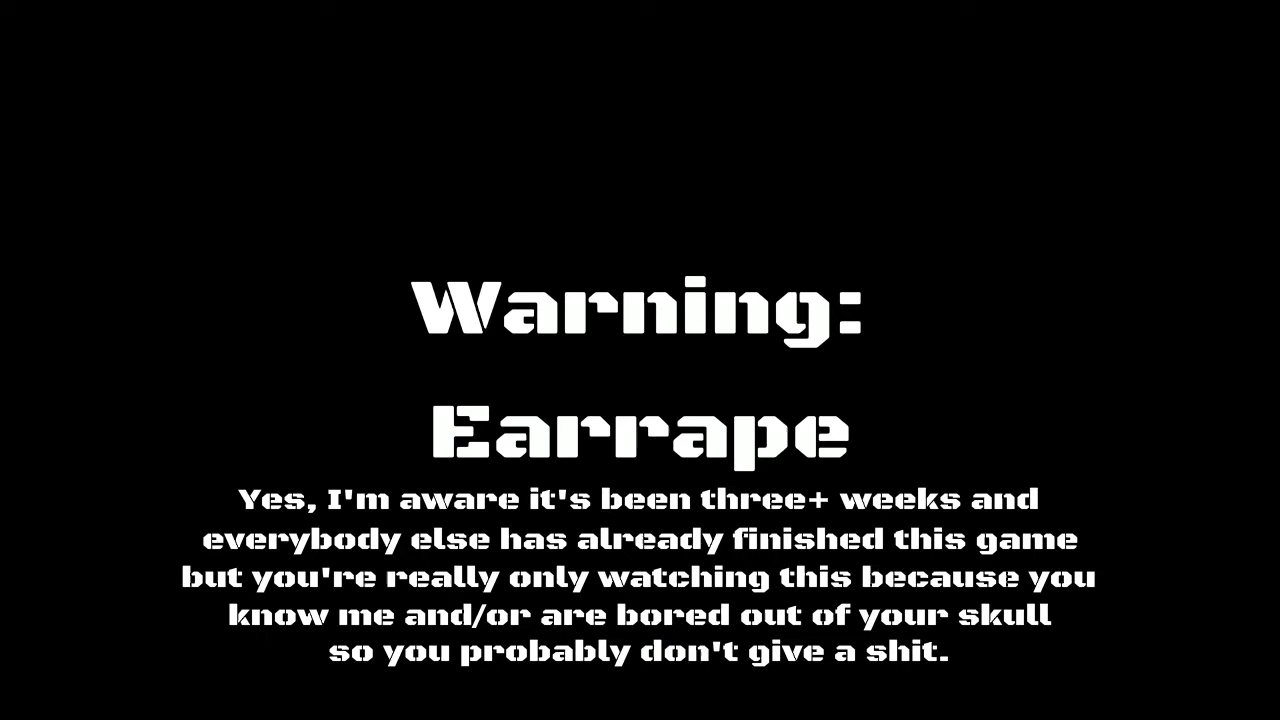 Warning:
Earrape
Yes, I'm aware it's been three+ weeks and
everybody else has already finished this game
but you're really only watching this because you
know me and/or are bored out of your skull
so you probably don't give a shit.